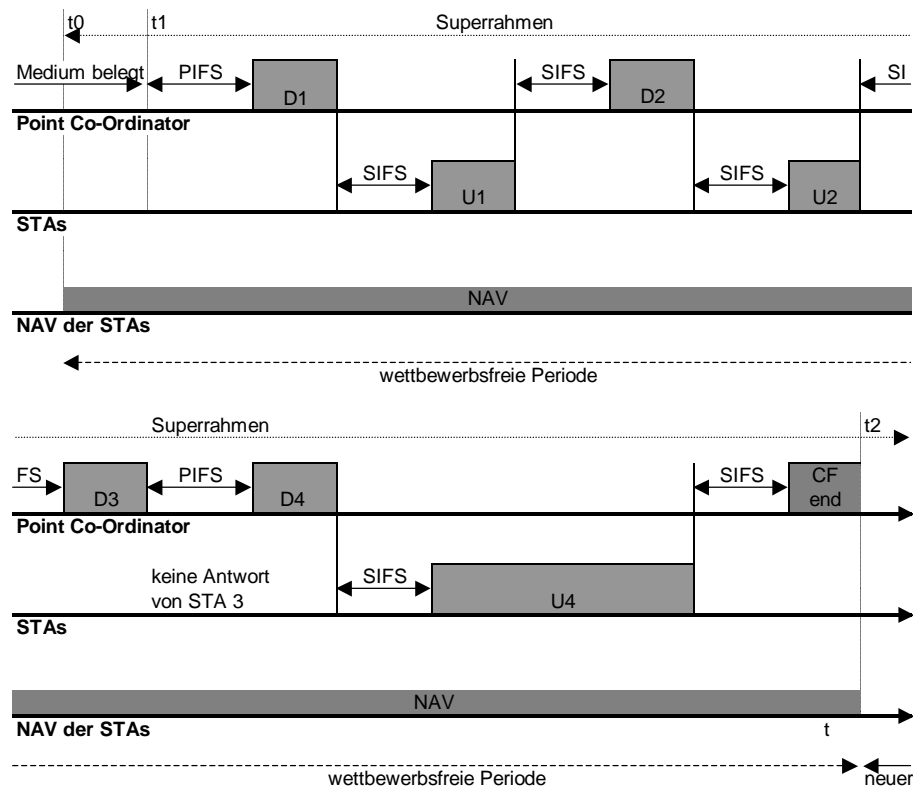 t0 t1 Superrahmen
Medium belegt PIFS SIFS SI
D1 D2
Point Co-Ordinator
SIFS SIFS
U1 U2
STAs
NAV
NAV der STAs
wettbewerbsfreie Periode
Superrahmen t2
FS PIFS SIFS CF
D3 D4 end
Point Co-Ordinator
keine Antwort SIFS
von STA 3 U4
STAs
NAV
NAV der STAs t
wettbewerbsfreie Periode neuer